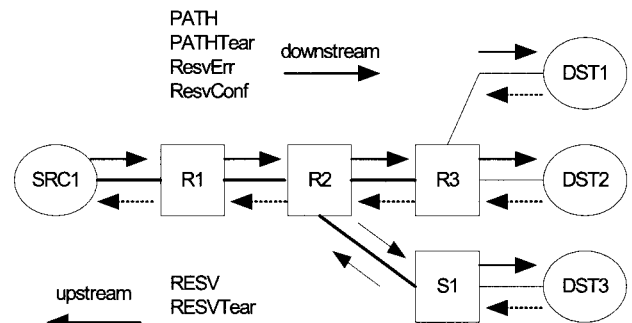 PATH
PATHTear
ResvErr
ResvConf
downstream
DST1
SRC1
R1
R2
R3
DST2
S1
DST3
upstream
RESV
RESVTear